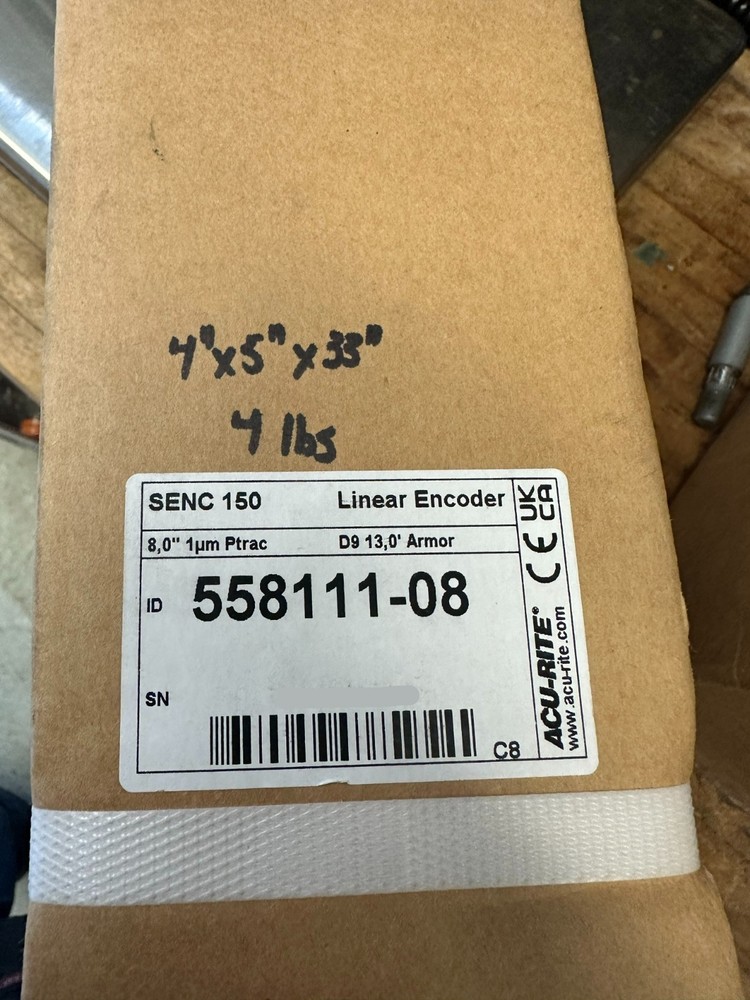 4"x5"x33"
4 lbs
SENC 150 Linear Encoder
8,0" 1µm Ptrac D9 13,0' Armor
ID 558111-08
SN
C8
UK CA
CE
ACU-RITE®
www.acu-rite.com